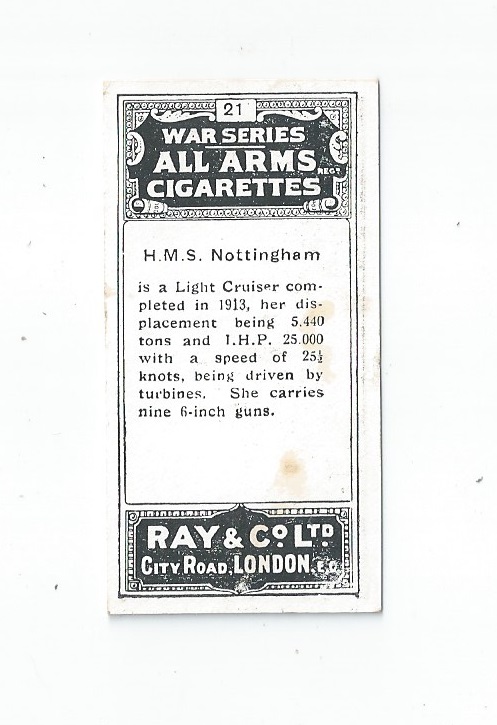 21
WAR SERIES
ALL ARMS REGD
CIGARETTES
H.M.S. Nottingham
is a Light Cruiser com-
pleted in 1913, her dis-
placement being 5.440
tons and I.H.P. 25.000
with a speed of 25½
knots, being driven by
turbines. She carries
nine 6-inch guns.
RAY & CO. LTD
CITY ROAD, LONDON. E.C.